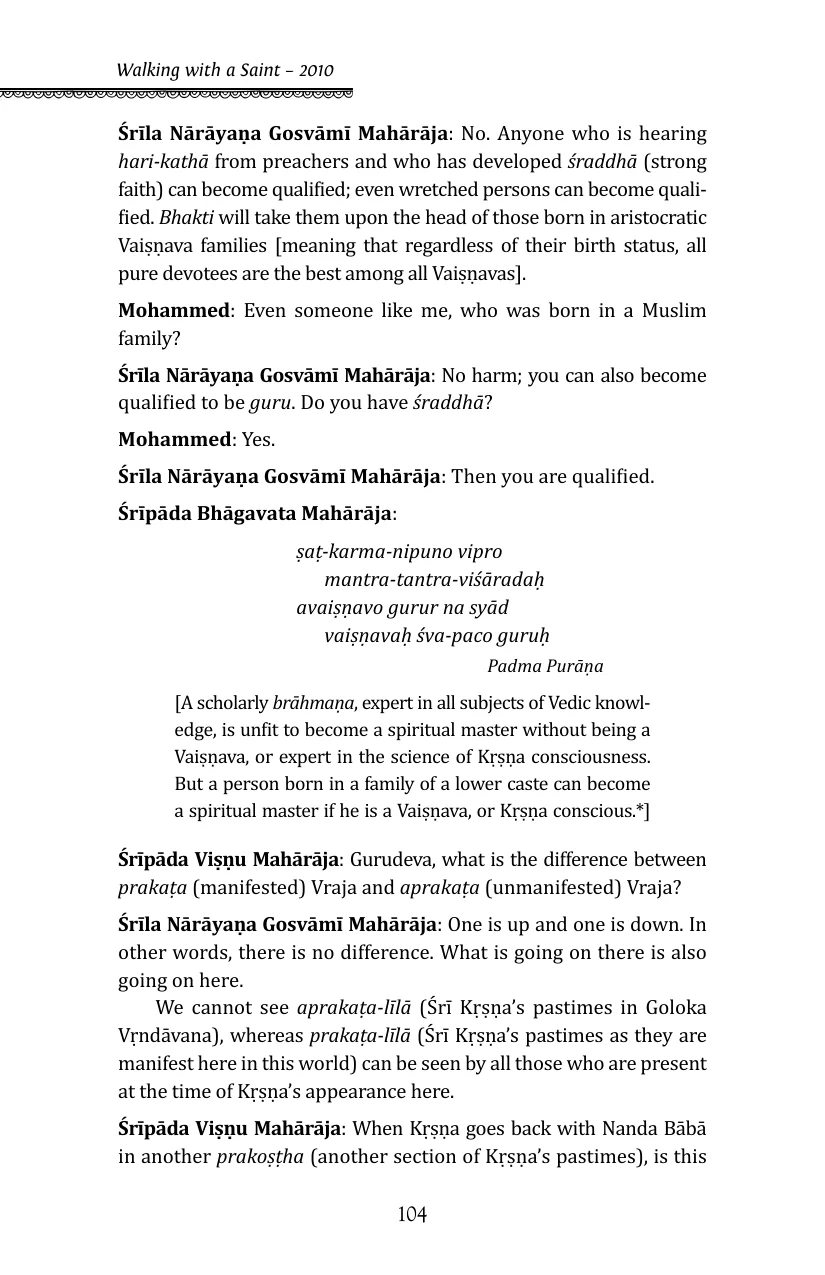 Walking with a Saint – 2010
Śrīla Nārāyaṇa Gosvāmī Mahārāja: No. Anyone who is hearing
hari-kathā from preachers and who has developed śraddhā (strong
faith) can become qualified; even wretched persons can become quali-
fied. Bhakti will take them upon the head of those born in aristocratic
Vaiṣṇava families [meaning that regardless of their birth status, all
pure devotees are the best among all Vaiṣṇavas].
Mohammed: Even someone like me, who was born in a Muslim
family?
Śrīla Nārāyaṇa Gosvāmī Mahārāja: No harm; you can also become
qualified to be guru. Do you have śraddhā?
Mohammed: Yes.
Śrīla Nārāyaṇa Gosvāmī Mahārāja: Then you are qualified.
Śrīpāda Bhāgavata Mahārāja:
ṣaṭ-karma-nipuno vipro
mantra-tantra-viśāradaḥ
avaiṣṇavo gurur na syād
vaiṣṇavaḥ śva-paco guruḥ
Padma Purāṇa
[A scholarly brāhmaṇa, expert in all subjects of Vedic knowl-
edge, is unfit to become a spiritual master without being a
Vaiṣṇava, or expert in the science of Kṛṣṇa consciousness.
But a person born in a family of a lower caste can become
a spiritual master if he is a Vaiṣṇava, or Kṛṣṇa conscious.*]
Śrīpāda Viṣṇu Mahārāja: Gurudeva, what is the difference between
prakaṭa (manifested) Vraja and aprakaṭa (unmanifested) Vraja?
Śrīla Nārāyaṇa Gosvāmī Mahārāja: One is up and one is down. In
other words, there is no difference. What is going on there is also
going on here.
We cannot see aprakaṭa-līlā (Śrī Kṛṣṇa’s pastimes in Goloka
Vṛndāvana), whereas prakaṭa-līlā (Śrī Kṛṣṇa’s pastimes as they are
manifest here in this world) can be seen by all those who are present
at the time of Kṛṣṇa’s appearance here.
Śrīpāda Viṣṇu Mahārāja: When Kṛṣṇa goes back with Nanda Bābā
in another prakoṣṭha (another section of Kṛṣṇa’s pastimes), is this
104